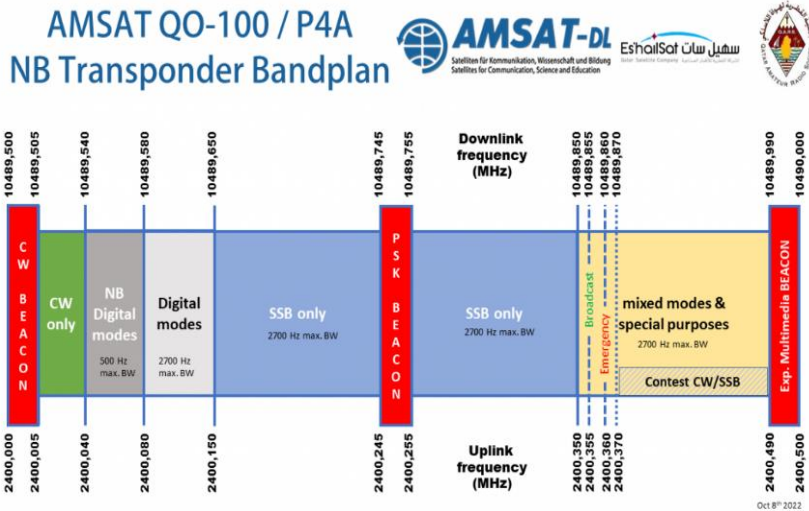 AMSAT QO-100 / P4A
NB Transponder Bandplan
AMSAT-DL
Satelliten für Kommunikation, Wissenschaft und Bildung
Satellites for Communication, Science and Education
Es'hailSat سهيل سات
Qatar Satellite Company
Downlink
frequency
(MHz)
10489,500
10489,505
10489,540
10489,580
10489,650
10489,745
10489,755
10489,850
10489,855
10489,860
10489,870
10489,990
10490,000
CW BEACON
CW
only
NB
Digital
modes
500 Hz
max. BW
Digital
modes
2700 Hz
max. BW
SSB only
2700 Hz max. BW
PSK BEACON
SSB only
2700 Hz max. BW
Broadcast
Emergency
mixed modes &
special purposes
2700 Hz max. BW
Contest CW/SSB
Exp. Multimedia BEACON
2400,000
2400,005
2400,040
2400,080
2400,150
2400,245
2400,255
2400,350
2400,355
2400,360
2400,370
2400,490
2400,500
Uplink
frequency
(MHz)
Oct 8th 2022